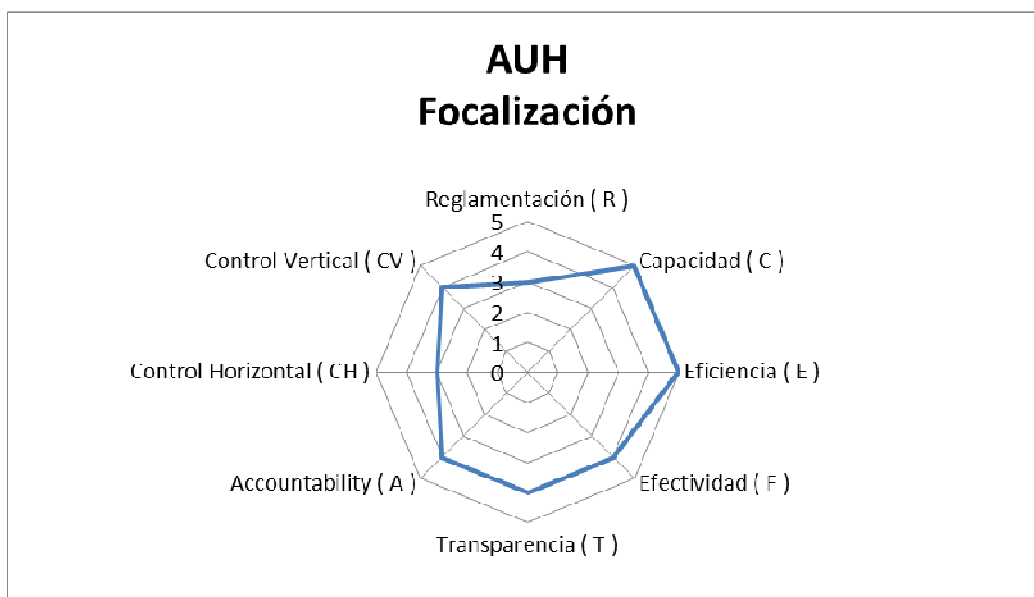 AUH
Focalización
Reglamentación ( R )
5
4
3
2
1
0
Capacidad ( C )
Eficiencia ( E )
Efectividad ( F )
Transparencia ( T )
Accountability ( A )
Control Horizontal ( CH )
Control Vertical ( CV )